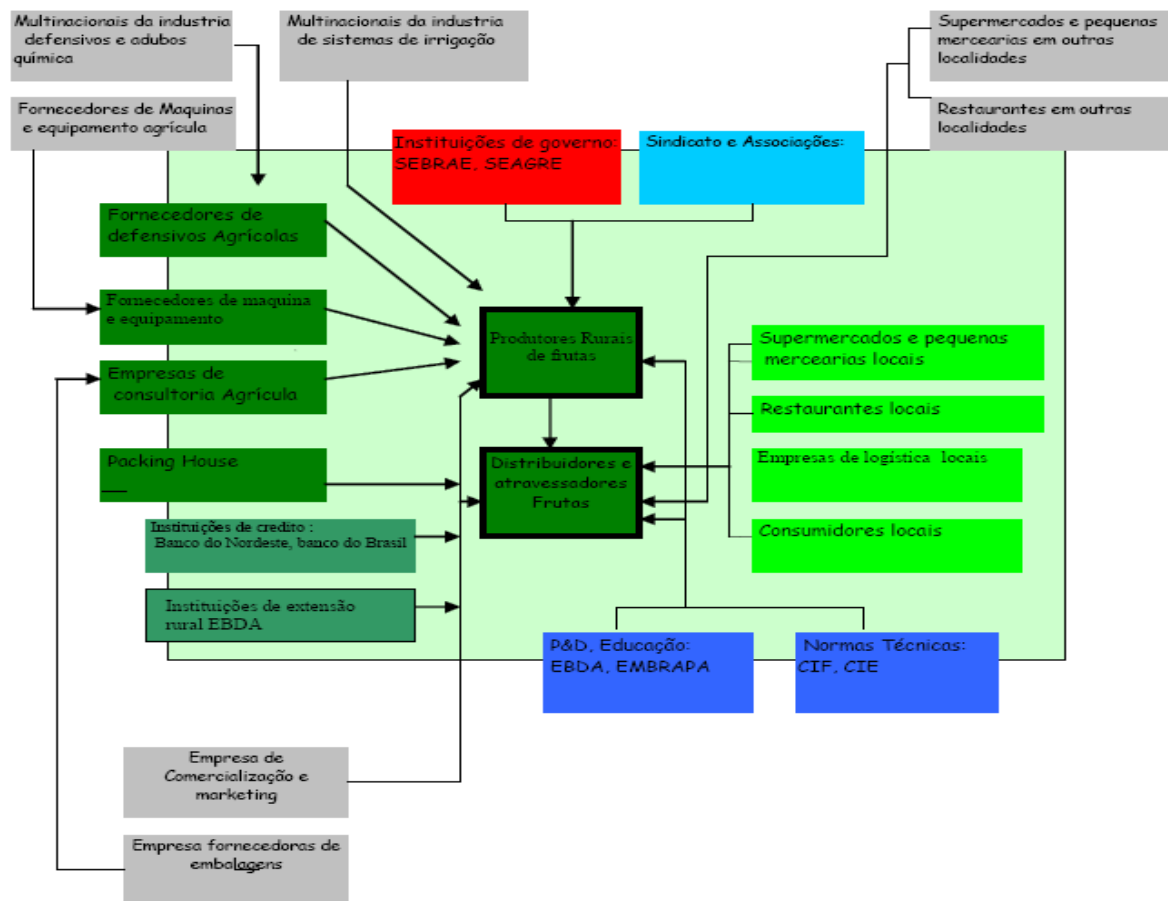 Multinacionais da industria
defensivos e adubos
química
Multinacionais da industria
de sistemas de irrigação
Supermercados e pequenas
mercearias em outras
localidades
Fornecedores de Maquinas
e equipamento agrícula
Restaurantes em outras
localidades
Instituições de governo:
SEBRAE, SEAGRE
Sindicato e Associações:
Fornecedores de
defensivos Agrícolas
Fornecedores de maquina
e equipamento
Empresas de
consultoria Agrícula
Packing House
Instituições de credito :
Banco do Nordeste, banco do Brasil
Instituições de extensão
rural EBDA
Produtores Rurais
de frutas
Distribuidores e
atravessadores
Frutas
Supermercados e pequenas
mercearias locais
Restaurantes locais
Empresas de logística locais
Consumidores locais
P&D, Educação:
EBDA, EMBRAPA
Normas Técnicas:
CIF, CIE
Empresa de
Comercialização e
marketing
Empresa fornecedoras de
embalagens